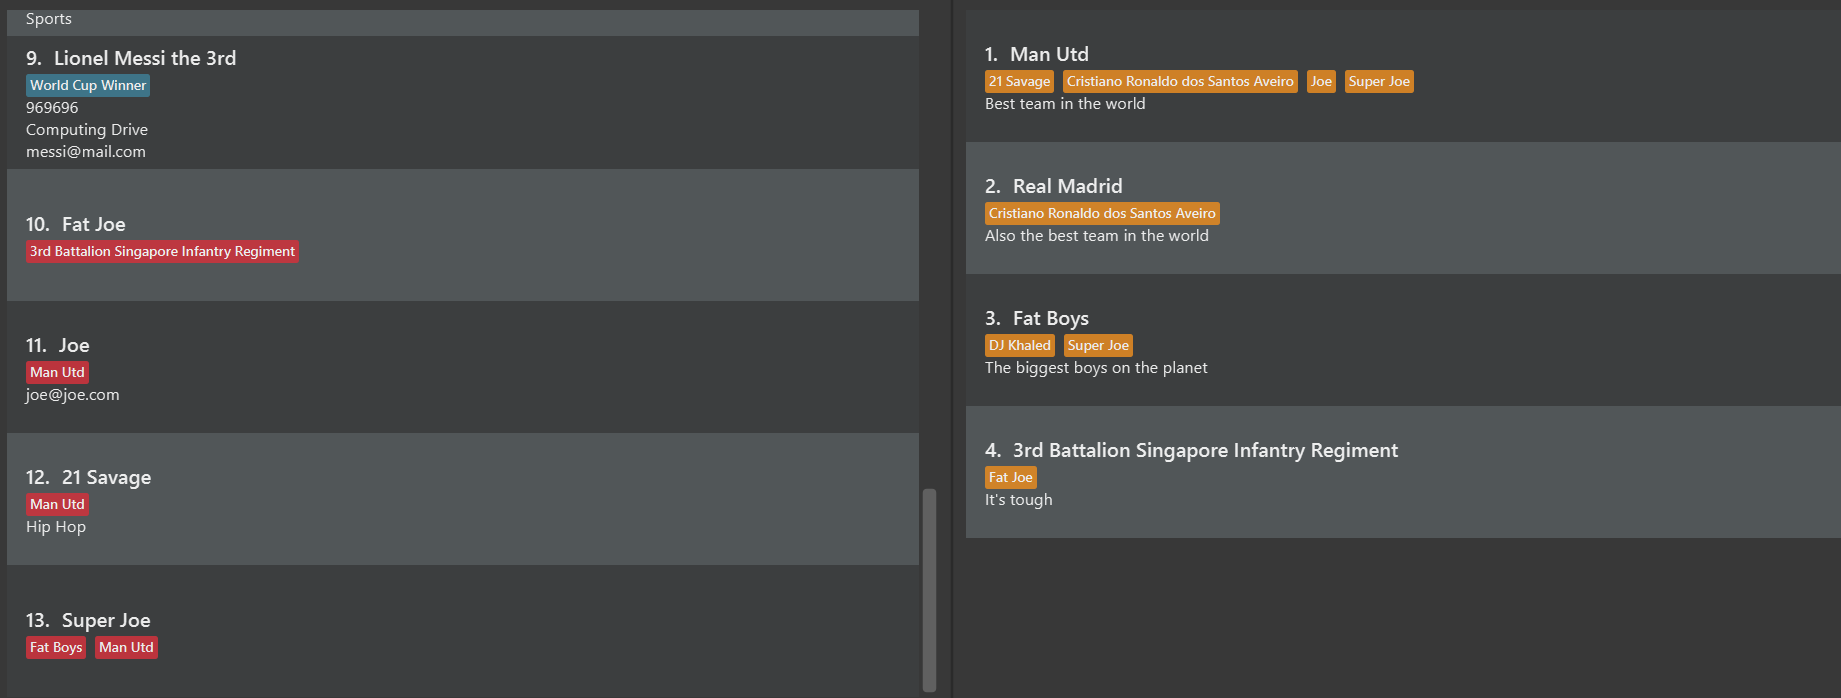 Sports
9. Lionel Messi the 3rd
World Cup Winner
969696
Computing Drive
messi@mail.com
10. Fat Joe
3rd Battalion Singapore Infantry Regiment
11. Joe
Man Utd
joe@joe.com
12. 21 Savage
Man Utd
Hip Hop
13. Super Joe
Fat Boys Man Utd
1. Man Utd
21 Savage Cristiano Ronaldo dos Santos Aveiro Joe Super Joe
Best team in the world
2. Real Madrid
Cristiano Ronaldo dos Santos Aveiro
Also the best team in the world
3. Fat Boys
DJ Khaled Super Joe
The biggest boys on the planet
4. 3rd Battalion Singapore Infantry Regiment
Fat Joe
It's tough